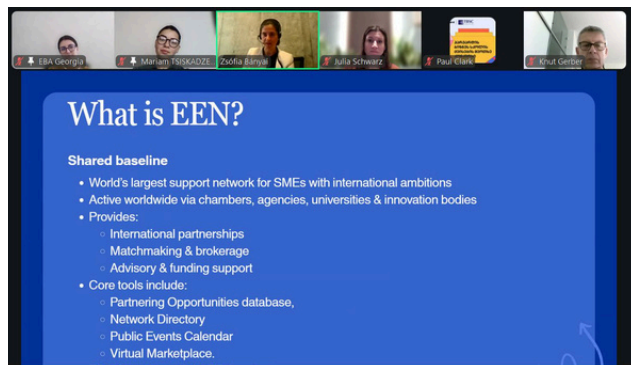 EBA Georgia
Mariam TSISKADZE
Zsófia Bányai
Julia Schwarz
Paul Clark
Knut Gerber
What is EEN?
Shared baseline
• World's largest support network for SMEs with international ambitions
• Active worldwide via chambers, agencies, universities & innovation bodies
• Provides:
◦ International partnerships
◦ Matchmaking & brokerage
◦ Advisory & funding support
• Core tools include:
◦ Partnering Opportunities database,
◦ Network Directory
◦ Public Events Calendar
◦ Virtual Marketplace.